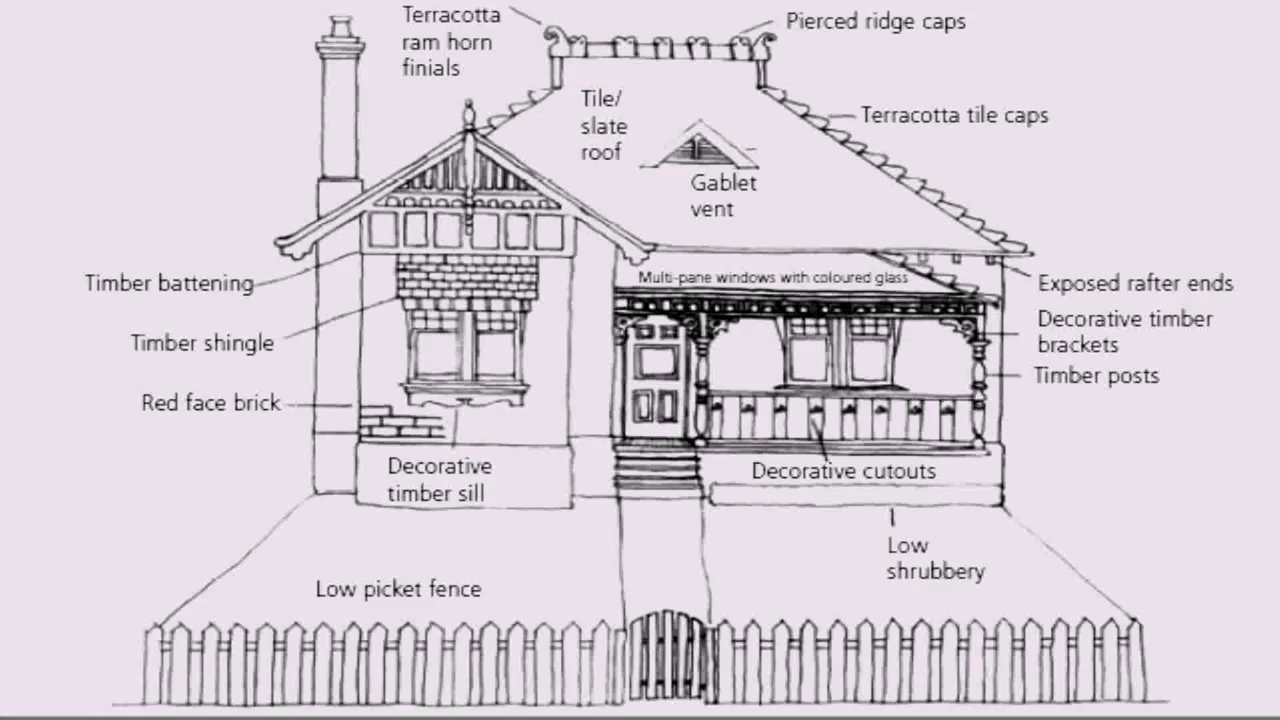 Terracotta
ram horn
finials
Pierced ridge caps
Tile/
slate
roof
Terracotta tile caps
Gablet
vent
Timber battening
Multi-pane windows with coloured glass
Exposed rafter ends
Timber shingle
Decorative timber
brackets
Timber posts
Red face brick
Decorative
timber sill
Decorative cutouts
Low
shrubbery
Low picket fence